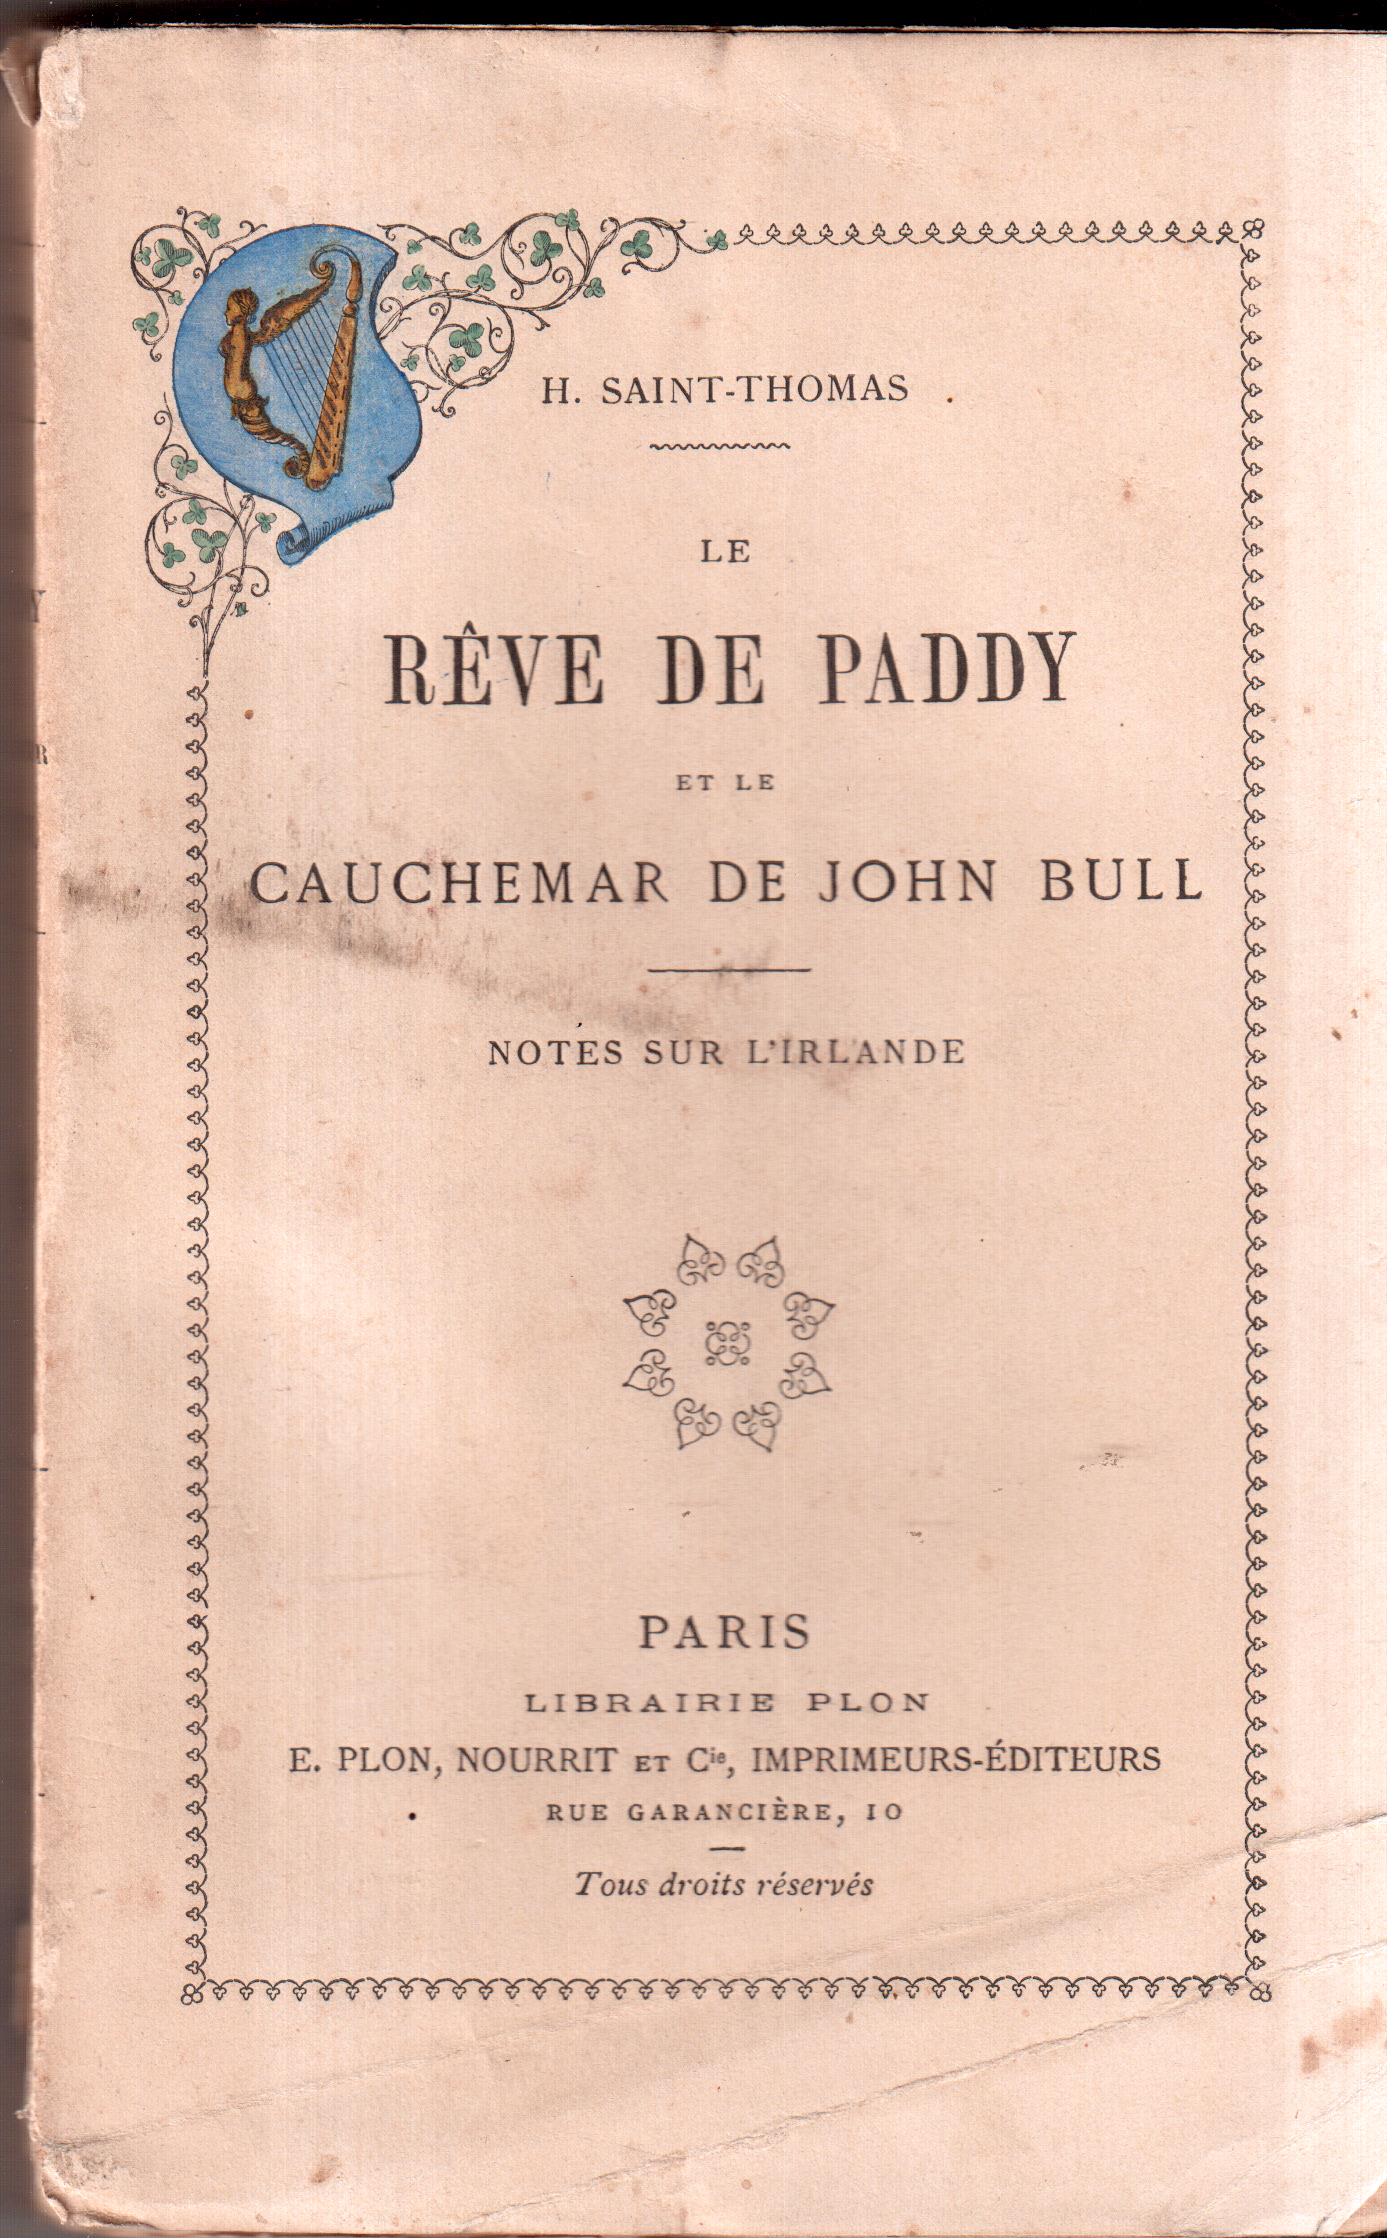 H. SAINT-THOMAS
LE
RÊVE DE PADDY
ET LE
CAUCHEMAR DE JOHN BULL
NOTES SUR L'IRLANDE
PARIS
LIBRAIRIE PLON
E. PLON, NOURRIT ET Cie, IMPRIMEURS-ÉDITEURS
RUE GARANCIÈRE, 10
Tous droits réservés